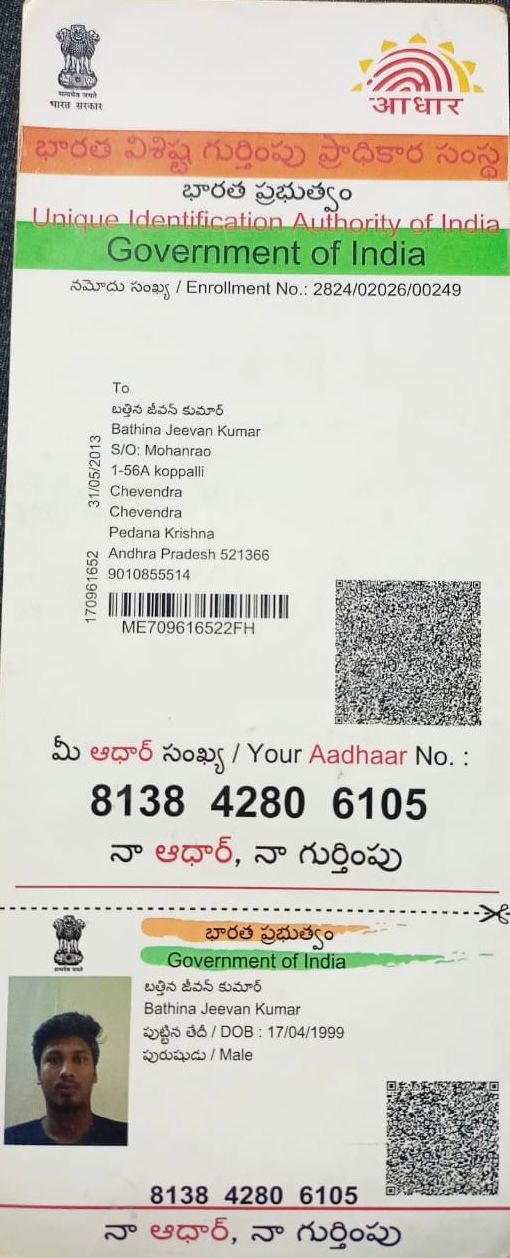 सत्यमेव जयते
भारत सरकार
आधार
భారత విశిష్ట గుర్తింపు ప్రాధికార సంస్థ
భారత ప్రభుత్వం
Unique Identification Authority of India
Government of India
నమోదు సంఖ్య / Enrollment No.: 2824/02026/00249
To
బత్తిన జీవన్ కుమార్
Bathina Jeevan Kumar
S/O: Mohanrao
1-56A koppalli
Chevendra
Chevendra
Pedana Krishna
Andhra Pradesh 521366
9010855514
31/05/2013
170961652
ME709616522FH
మీ ఆధార్ సంఖ్య / Your Aadhaar No. :
8138 4280 6105
నా ఆధార్, నా గుర్తింపు
భారత ప్రభుత్వం
Government of India
सत्यमेव जयते
బత్తిన జీవన్ కుమార్
Bathina Jeevan Kumar
పుట్టిన తేదీ / DOB : 17/04/1999
పురుషుడు / Male
8138 4280 6105
నా ఆధార్, నా గుర్తింపు